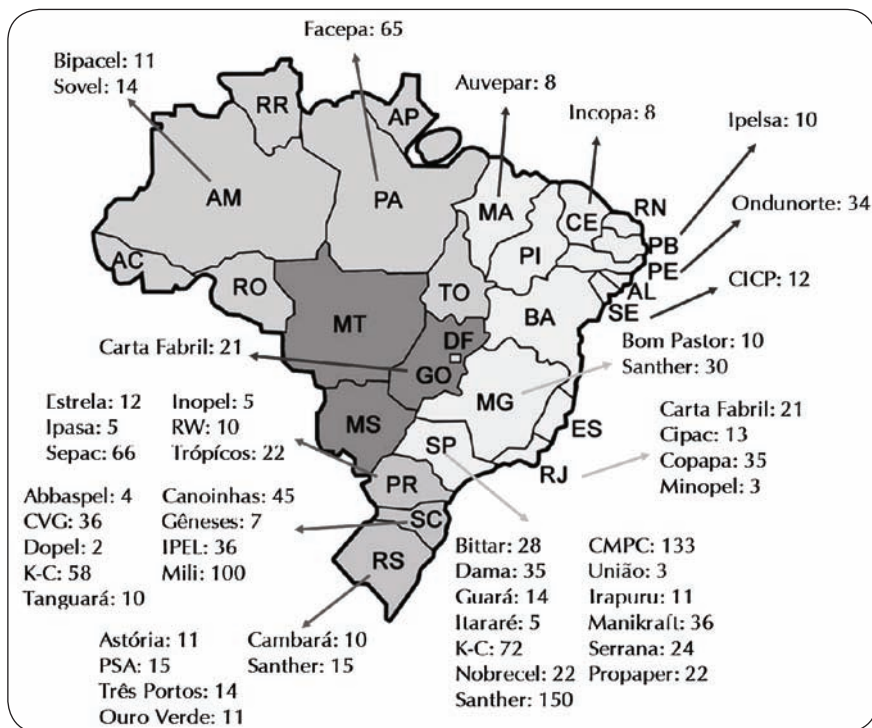 Facepa: 65
Bipacel: 11
Sovel: 14
Auvepar: 8
Incopa: 8
Ipelsa: 10
Ondunorte: 34
CICP: 12
RR
AP
AM
PA
MA
CE
RN
PI
PB
PE
AL
SE
AC
RO
TO
MT
BA
DF
GO
Carta Fabril: 21
Bom Pastor: 10
Santher: 30
MG
MS
ES
SP
RJ
Carta Fabril: 21
Cipac: 13
Copapa: 35
Minopel: 3
Estrela: 12
Ipasa: 5
Sepac: 66
Inopel: 5
RW: 10
Trópícos: 22
PR
Abbaspel: 4
CVG: 36
Dopel: 2
K-C: 58
Tanguará: 10
Canoinhas: 45
Gêneses: 7
IPEL: 36
Mili: 100
SC
RS
Astória: 11
PSA: 15
Três Portos: 14
Ouro Verde: 11
Cambará: 10
Santher: 15
Bittar: 28
Dama: 35
Guará: 14
Itararé: 5
K-C: 72
Nobrecel: 22
Santher: 150
CMPC: 133
União: 3
Irapuru: 11
Manikraft: 36
Serrana: 24
Propaper: 22